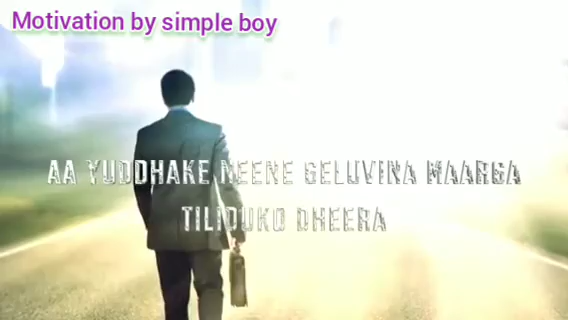 Motivation by simple boy
AA YUDDHAKE NEENE GELUVINA MAARGA
TILIDUKO DHEERA